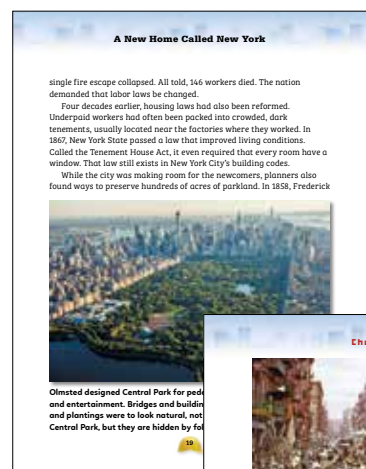 A New Home Called New York
single fire escape collapsed. All told, 146 workers died. The nation
demanded that labor laws be changed.
Four decades earlier, housing laws had also been reformed.
Underpaid workers had often been packed into crowded, dark
tenements, usually located near the factories where they worked. In
1867, New York State passed a law that improved living conditions.
Called the Tenement House Act, it even required that every room have a
window. That law still exists in New York City's building codes.
While the city was making room for the newcomers, planners also
found ways to preserve hundreds of acres of parkland. In 1858, Frederick
Olmsted designed Central Park for
and entertainment. Bridges and
and plantings were to look natural, not
Central Park, but they are hidden by
19